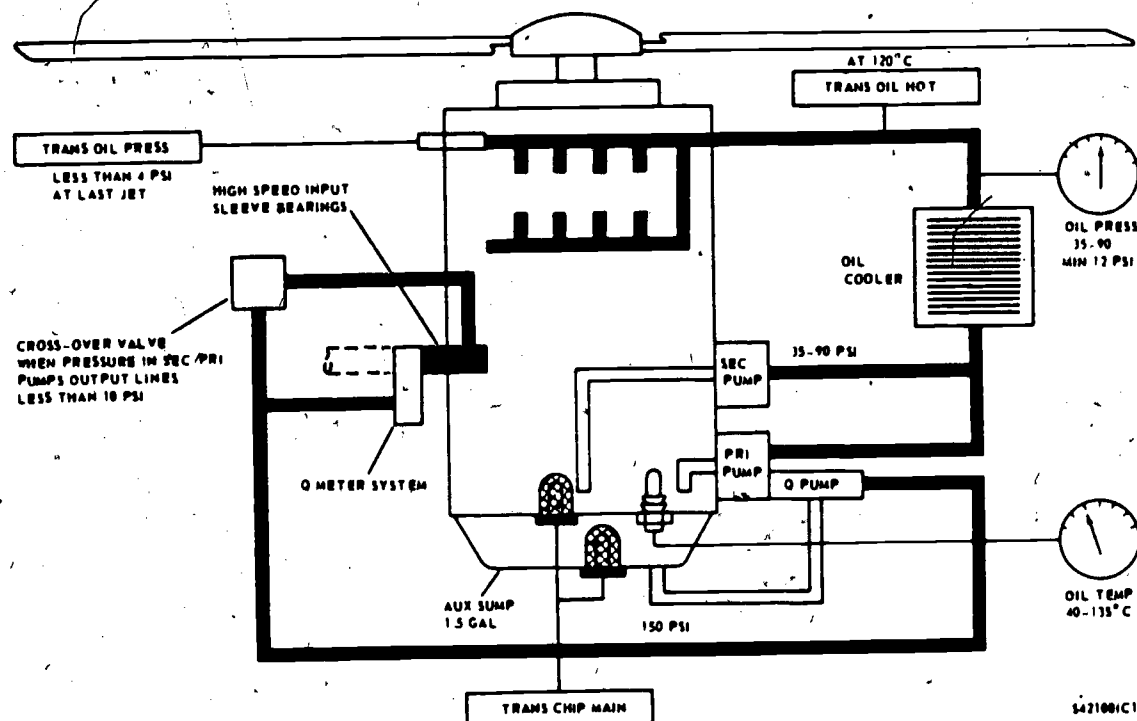 AT 120°C
TRANS OIL HOT
TRANS OIL PRESS
LESS THAN 4 PSI
AT LAST JET
HIGH SPEED INPUT
SLEEVE BEARINGS
OIL PRESS
35-90
MIN 12 PSI
OIL
COOLER
CROSS-OVER VALVE
WHEN PRESSURE IN SEC/PRI
PUMPS OUTPUT LINES
LESS THAN 10 PSI
35-90 PSI
SEC
PUMP
PRI
PUMP
Q PUMP
Q METER SYSTEM
OIL TEMP
40-135°C
AUX SUMP
1.5 GAL
150 PSI
TRANS CHIP MAIN